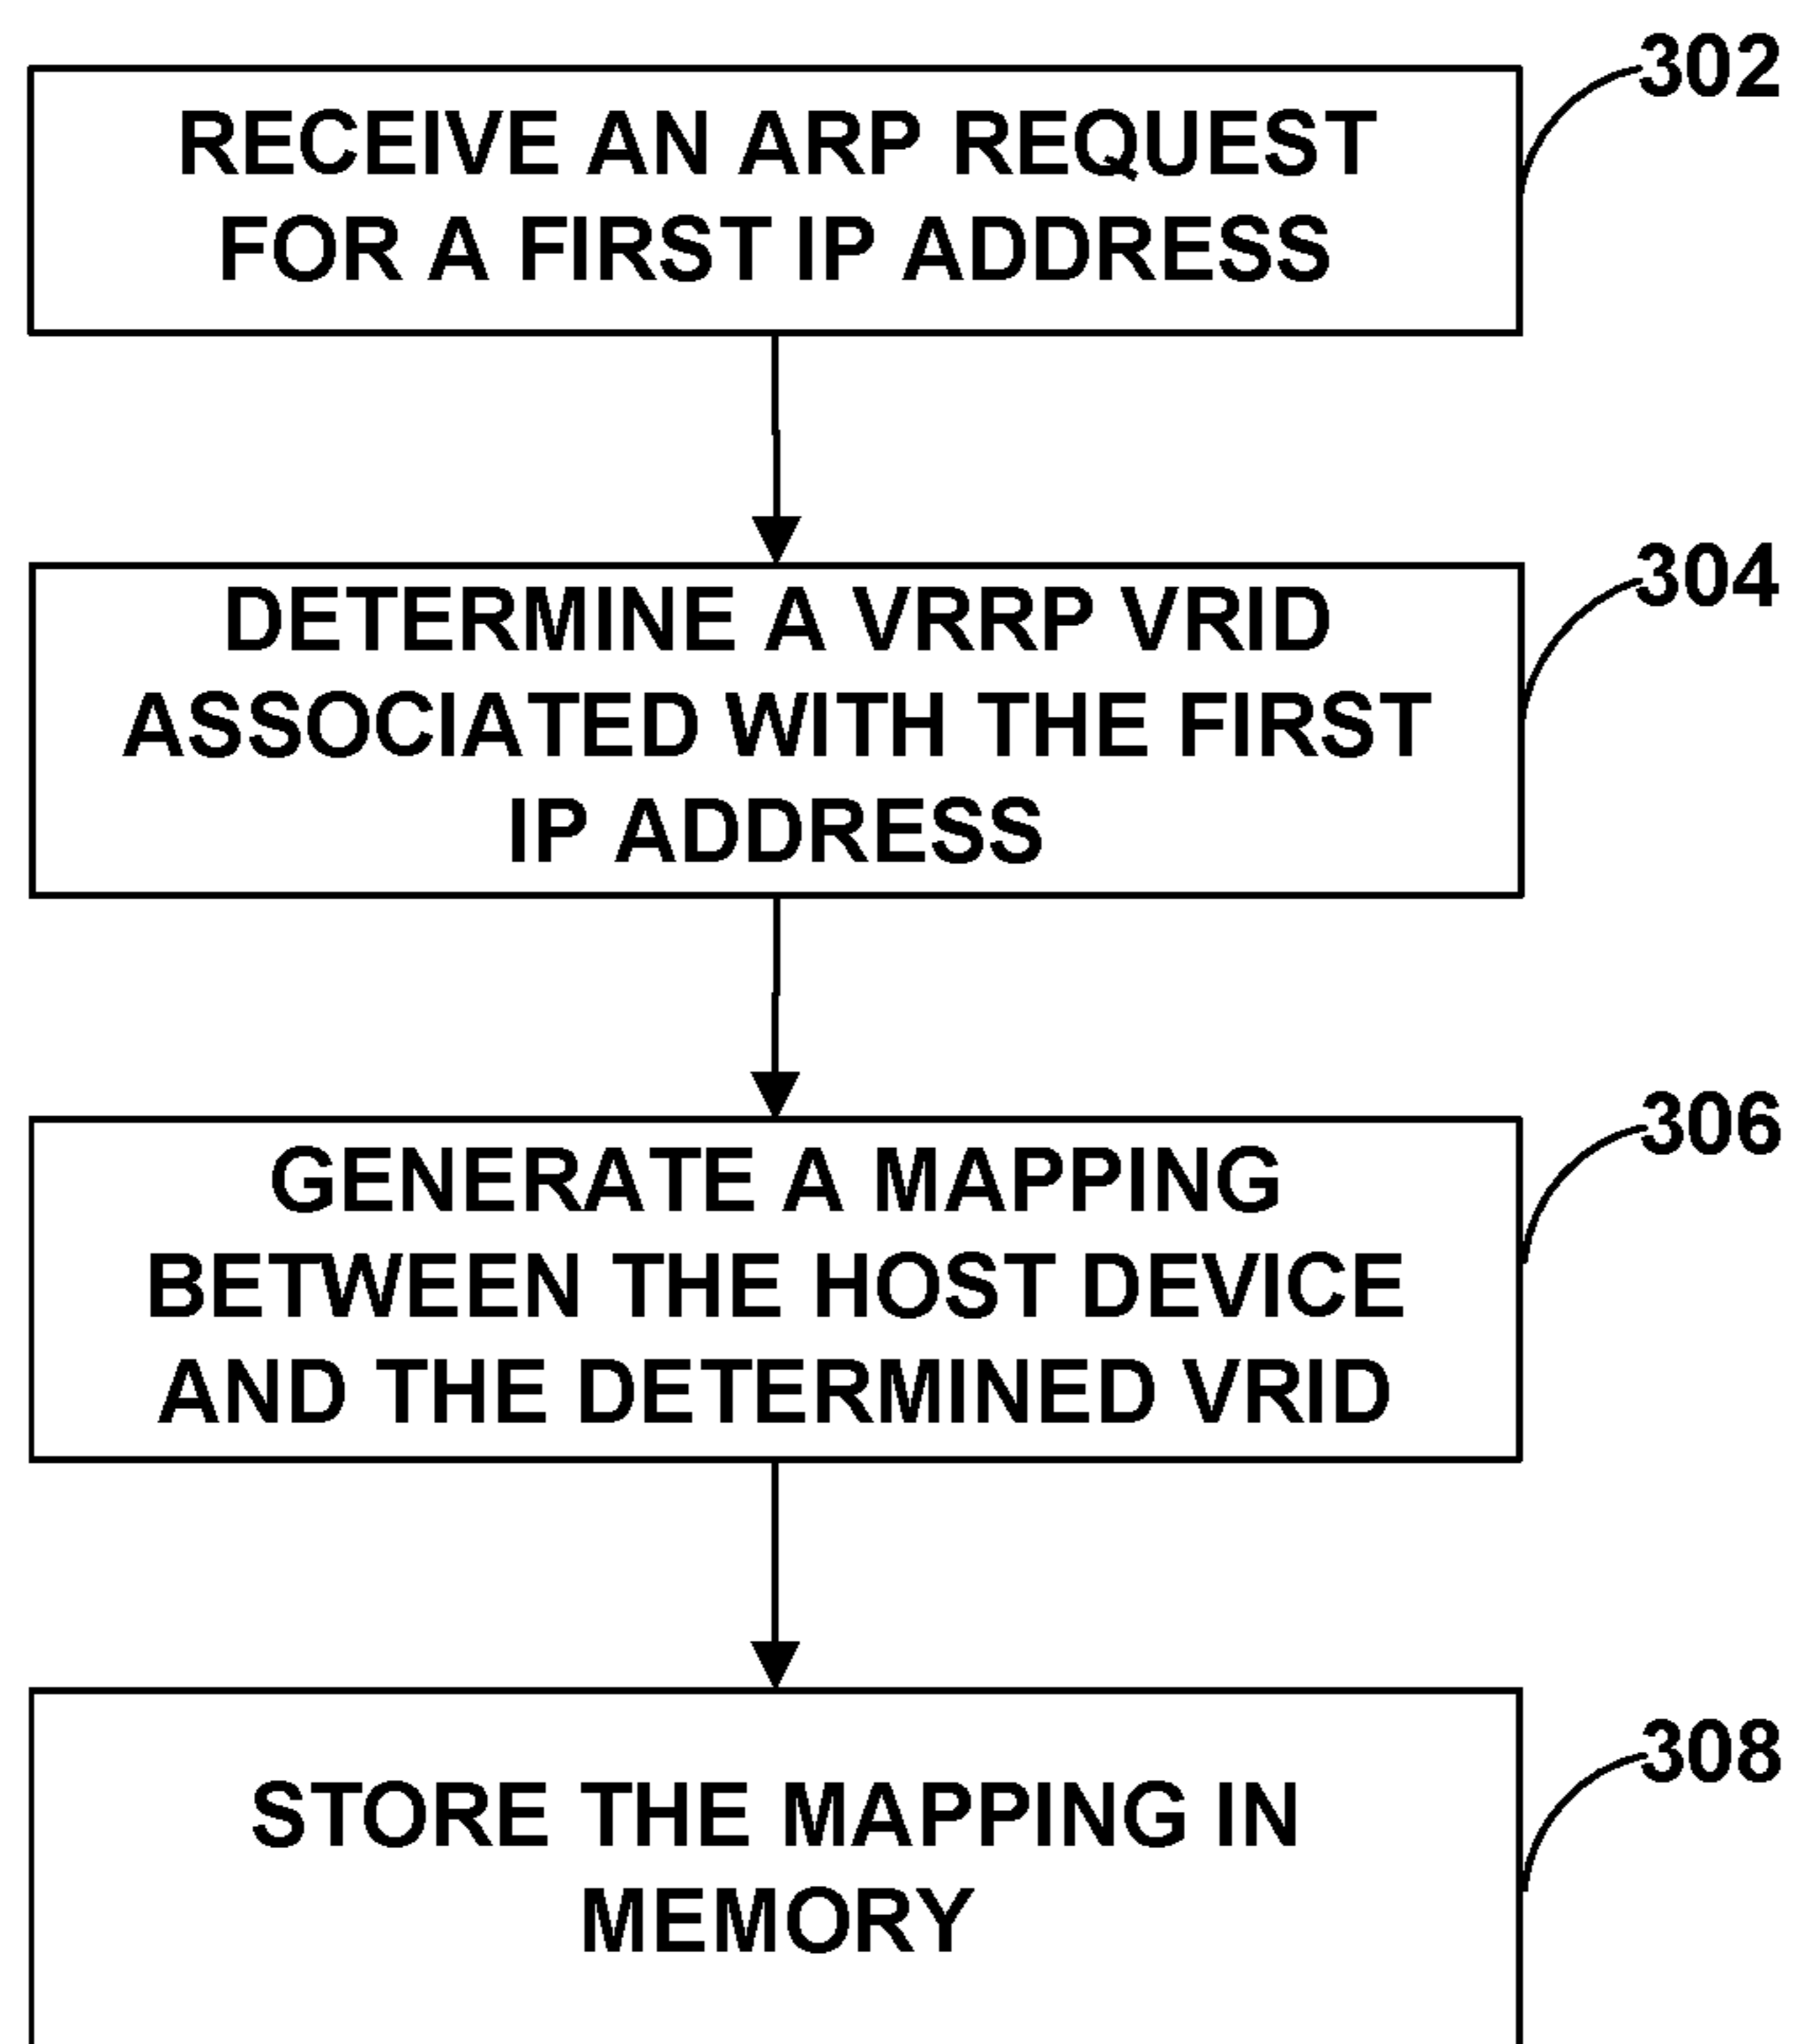 302
RECEIVE AN ARP REQUEST
FOR A FIRST IP ADDRESS
304
DETERMINE A VRRP VRID
ASSOCIATED WITH THE FIRST
IP ADDRESS
306
GENERATE A MAPPING
BETWEEN THE HOST DEVICE
AND THE DETERMINED VRID
308
STORE THE MAPPING IN
MEMORY